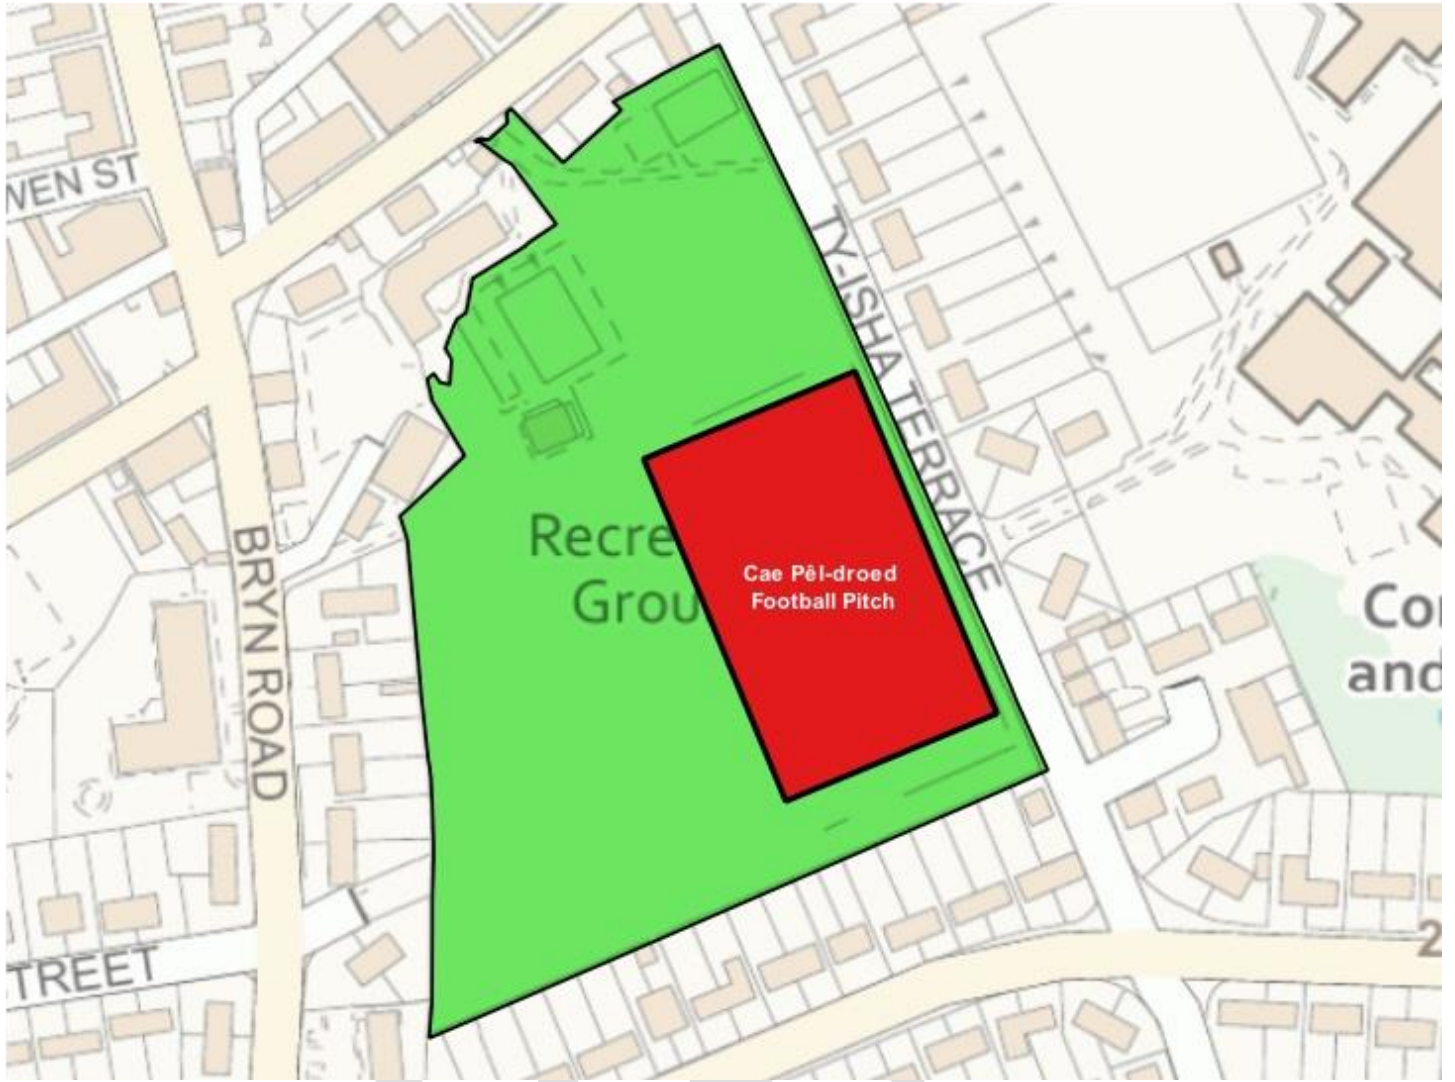 WEN ST
TY-ISHA TERRACE
Recre
Grou
Cae Pêl-droed
Football Pitch
BRYN ROAD
Co
and
TREET
2